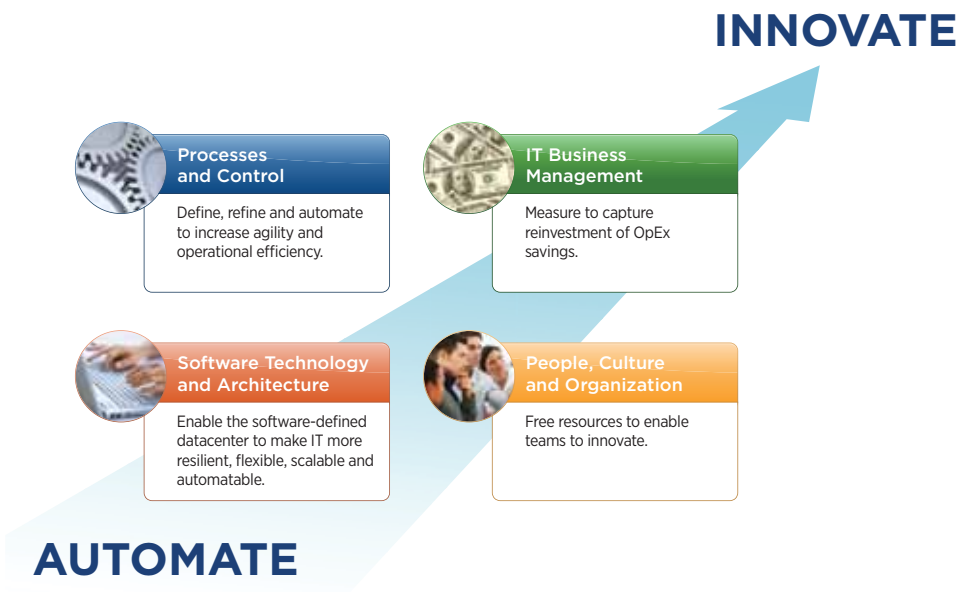 INNOVATE
Processes
and Control
Define, refine and automate
to increase agility and
operational efficiency.
IT Business
Management
Measure to capture
reinvestment of OpEx
savings.
Software Technology
and Architecture
Enable the software-defined
datacenter to make IT more
resilient, flexible, scalable and
automatable.
People, Culture
and Organization
Free resources to enable
teams to innovate.
AUTOMATE